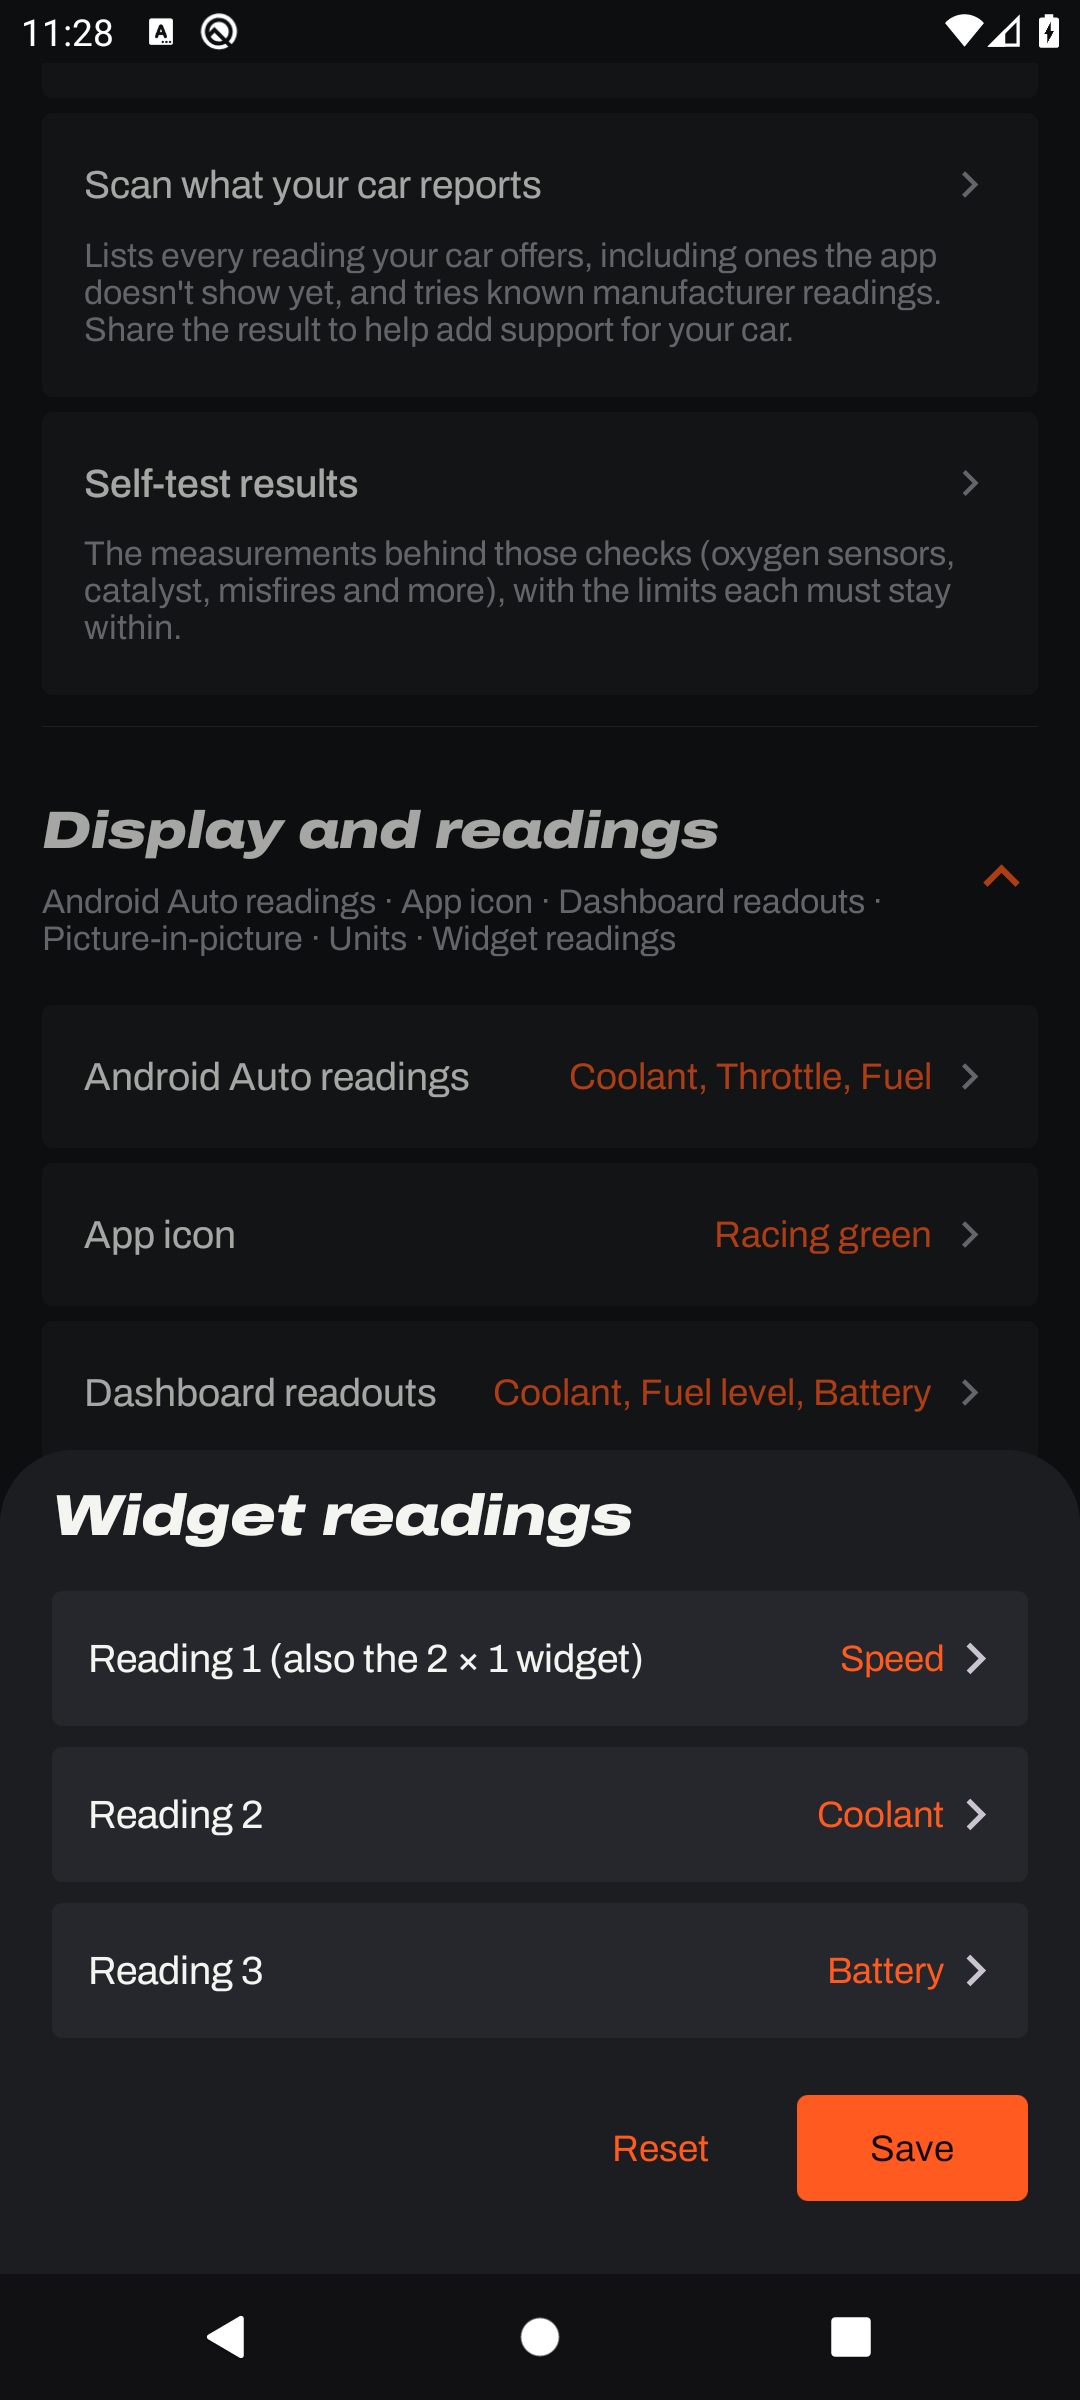 11:28
Scan what your car reports
Lists every reading your car offers, including ones the app
doesn't show yet, and tries known manufacturer readings.
Share the result to help add support for your car.
Self-test results
The measurements behind those checks (oxygen sensors,
catalyst, misfires and more), with the limits each must stay
within.
Display and readings
Android Auto readings · App icon · Dashboard readouts ·
Picture-in-picture · Units · Widget readings
Android Auto readings Coolant, Throttle, Fuel
App icon Racing green
Dashboard readouts Coolant, Fuel level, Battery
Widget readings
Reading 1 (also the 2 × 1 widget) Speed
Reading 2 Coolant
Reading 3 Battery
Reset Save